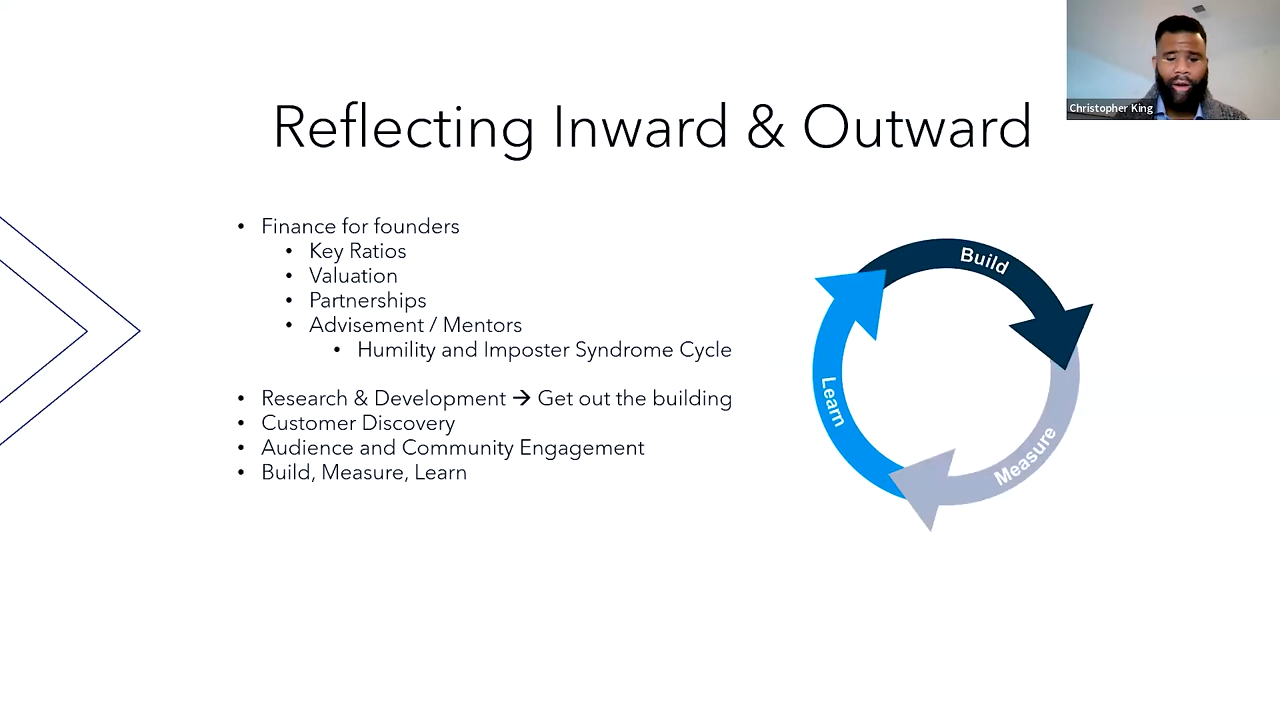 Christopher King
Reflecting Inward & Outward
• Finance for founders
• Key Ratios
• Valuation
• Partnerships
• Advisement / Mentors
• Humility and Imposter Syndrome Cycle
• Research & Development → Get out the building
• Customer Discovery
• Audience and Community Engagement
• Build, Measure, Learn
Build
Measure
Learn